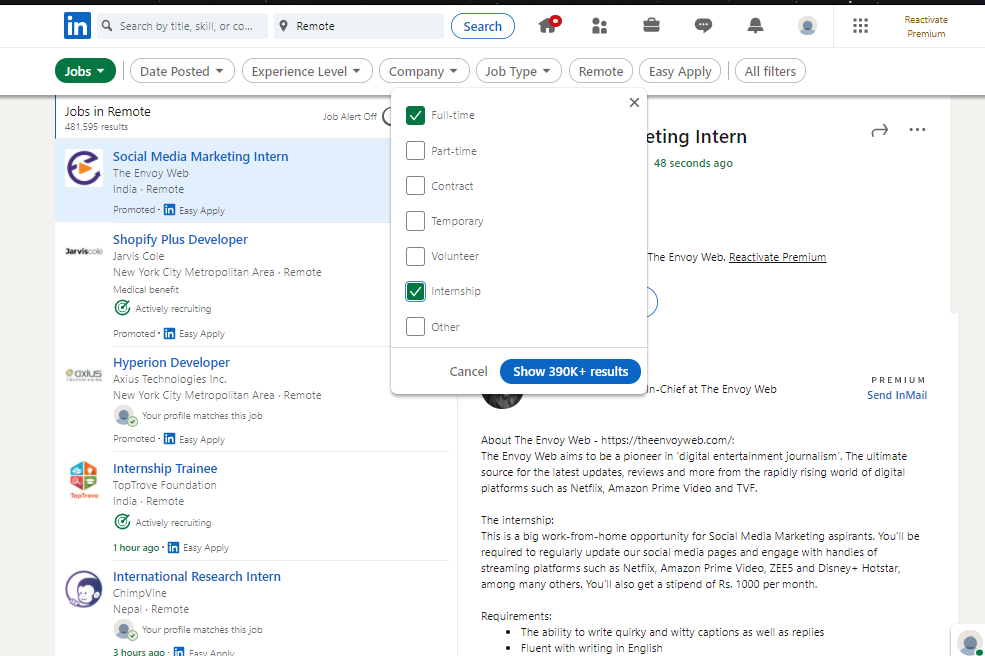 in
Search by title, skill, or co...
Remote
Search
Reactivate
Premium
Jobs
Date Posted
Experience Level
Company
Job Type
Remote
Easy Apply
All filters
Jobs in Remote
481,595 results
Job Alert Off
Social Media Marketing Intern
The Envoy Web
India · Remote
Promoted · in Easy Apply
Jarviscole
Shopify Plus Developer
Jarvis Cole
New York City Metropolitan Area · Remote
Medical benefit
Actively recruiting
Promoted · in Easy Apply
axius
Hyperion Developer
Axius Technologies Inc.
New York City Metropolitan Area · Remote
Your profile matches this job
Promoted · in Easy Apply
TopTrove
Internship Trainee
TopTrove Foundation
India · Remote
Actively recruiting
1 hour ago · in Easy Apply
International Research Intern
ChimpVine
Nepal · Remote
Your profile matches this job
3 hours ago · in Easy Apply
Full-time
Part-time
Contract
Temporary
Volunteer
Internship
Other
Cancel
Show 390K+ results
eting Intern
48 seconds ago
The Envoy Web. Reactivate Premium
In-Chief at The Envoy Web
PREMIUM
Send InMail
About The Envoy Web - https://theenvoyweb.com/:
The Envoy Web aims to be a pioneer in 'digital entertainment journalism'. The ultimate
source for the latest updates, reviews and more from the rapidly rising world of digital
platforms such as Netflix, Amazon Prime Video and TVF.
The internship:
This is a big work-from-home opportunity for Social Media Marketing aspirants. You'll be
required to regularly update our social media pages and engage with handles of
streaming platforms such as Netflix, Amazon Prime Video, ZEE5 and Disney+ Hotstar,
among many others. You'll also get a stipend of Rs. 1000 per month.
Requirements:
• The ability to write quirky and witty captions as well as replies
• Fluent with writing in English